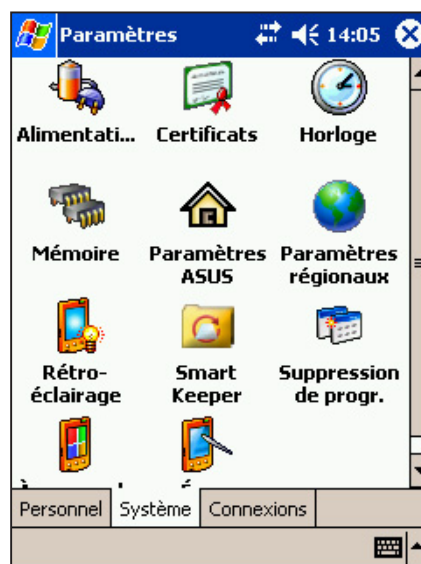 Paramètres 14:05
Alimentati... Certificats Horloge
Mémoire Paramètres Paramètres
ASUS régionaux
Rétro- Smart Suppression
éclairage Keeper de progr.
Personnel Système Connexions